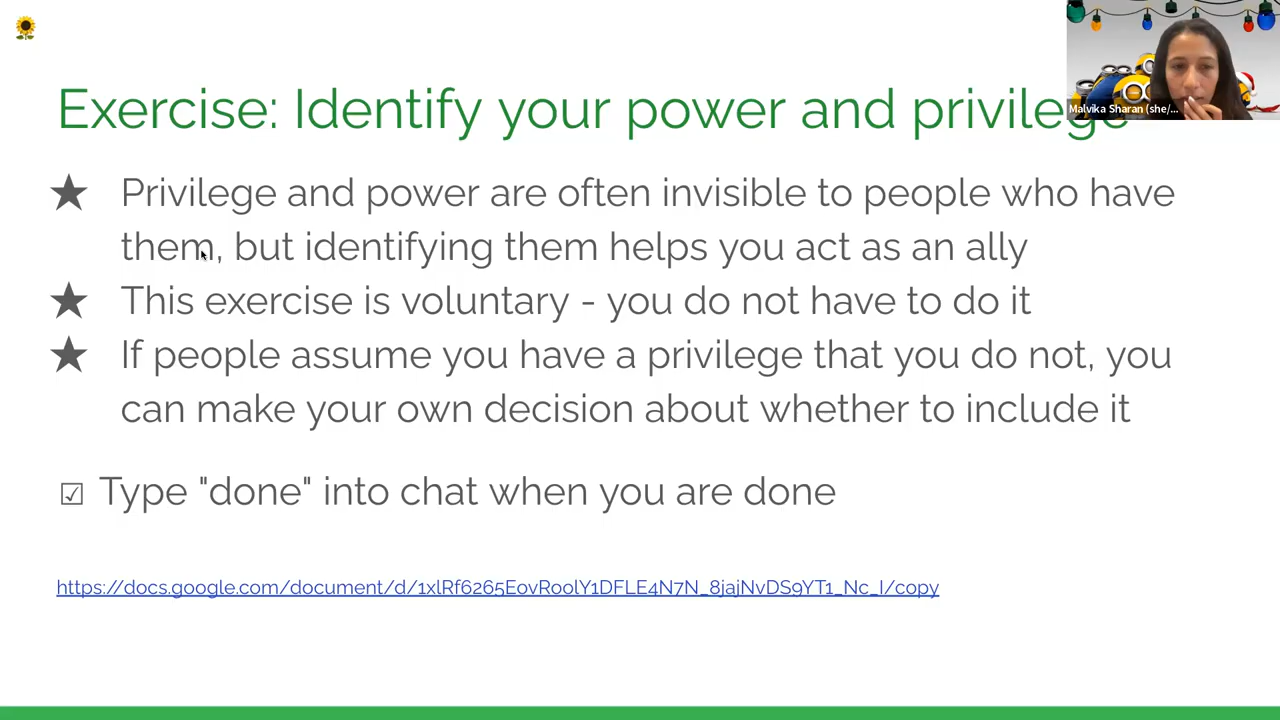 Exercise: Identify your power and privilege
Malvika Sharan (she/...
★ Privilege and power are often invisible to people who have
them, but identifying them helps you act as an ally
★ This exercise is voluntary - you do not have to do it
★ If people assume you have a privilege that you do not, you
can make your own decision about whether to include it
☑ Type "done" into chat when you are done
https://docs.google.com/document/d/1xlRf6265EovRoolY1DFLE4N7N_8jajNvDS9YT1_Nc_I/copy